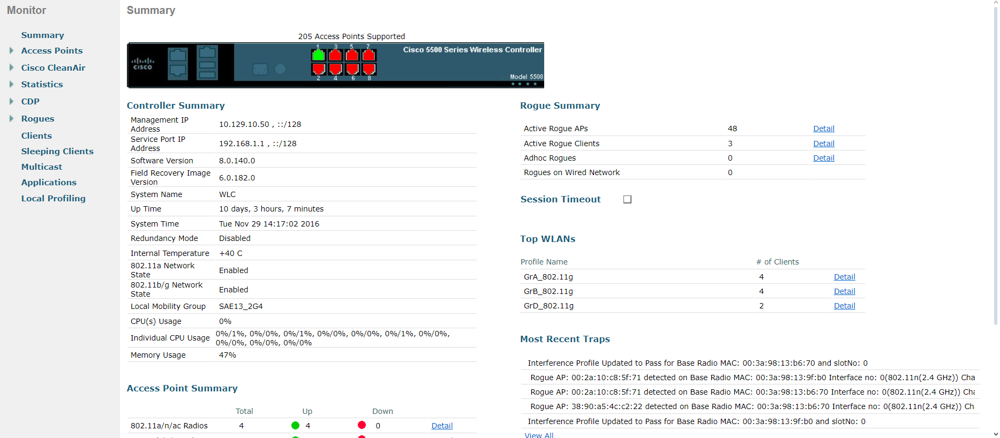 Monitor
Summary
Access Points
Cisco CleanAir
Statistics
CDP
Rogues
Clients
Sleeping Clients
Multicast
Applications
Local Profiling
Summary
205 Access Points Supported
CISCO
1 3 5 7
2 4 6 8
Cisco 5500 Series Wireless Controller
Model 5508
Controller Summary
Management IP
Address
10.129.10.50 , ::/128
Service Port IP
Address
192.168.1.1 , ::/128
Software Version 8.0.140.0
Field Recovery Image
Version
6.0.182.0
System Name WLC
Up Time 10 days, 3 hours, 7 minutes
System Time Tue Nov 29 14:17:02 2016
Redundancy Mode Disabled
Internal Temperature +40 C
802.11a Network
State
Enabled
802.11b/g Network
State
Enabled
Local Mobility Group SAE13_2G4
CPU(s) Usage 0%
Individual CPU Usage 0%/1%, 0%/0%, 0%/1%, 0%/0%, 0%/0%, 0%/1%, 0%/0%,
0%/0%, 0%/0%, 0%/0%
Memory Usage 47%
Access Point Summary
Total Up Down
802.11a/n/ac Radios 4 4 0 Detail
Rogue Summary
Active Rogue APs 48 Detail
Active Rogue Clients 3 Detail
Adhoc Rogues 0 Detail
Rogues on Wired Network 0
Session Timeout
Top WLANs
Profile Name # of Clients
GrA_802.11g 4 Detail
GrB_802.11g 4 Detail
GrD_802.11g 2 Detail
Most Recent Traps
Interference Profile Updated to Pass for Base Radio MAC: 00:3a:98:13:b6:70 and slotNo: 0
Rogue AP: 00:2a:10:c8:5f:71 detected on Base Radio MAC: 00:3a:98:13:9f:b0 Interface no: 0(802.11n(2.4 GHz)) Cha
Rogue AP: 00:2a:10:c8:5f:71 detected on Base Radio MAC: 00:3a:98:13:b6:70 Interface no: 0(802.11n(2.4 GHz)) Cha
Rogue AP: 38:90:a5:4c:c2:22 detected on Base Radio MAC: 00:3a:98:13:b6:70 Interface no: 0(802.11n(2.4 GHz)) Ch
Interference Profile Updated to Pass for Base Radio MAC: 00:3a:98:13:9f:b0 and slotNo: 0
View All